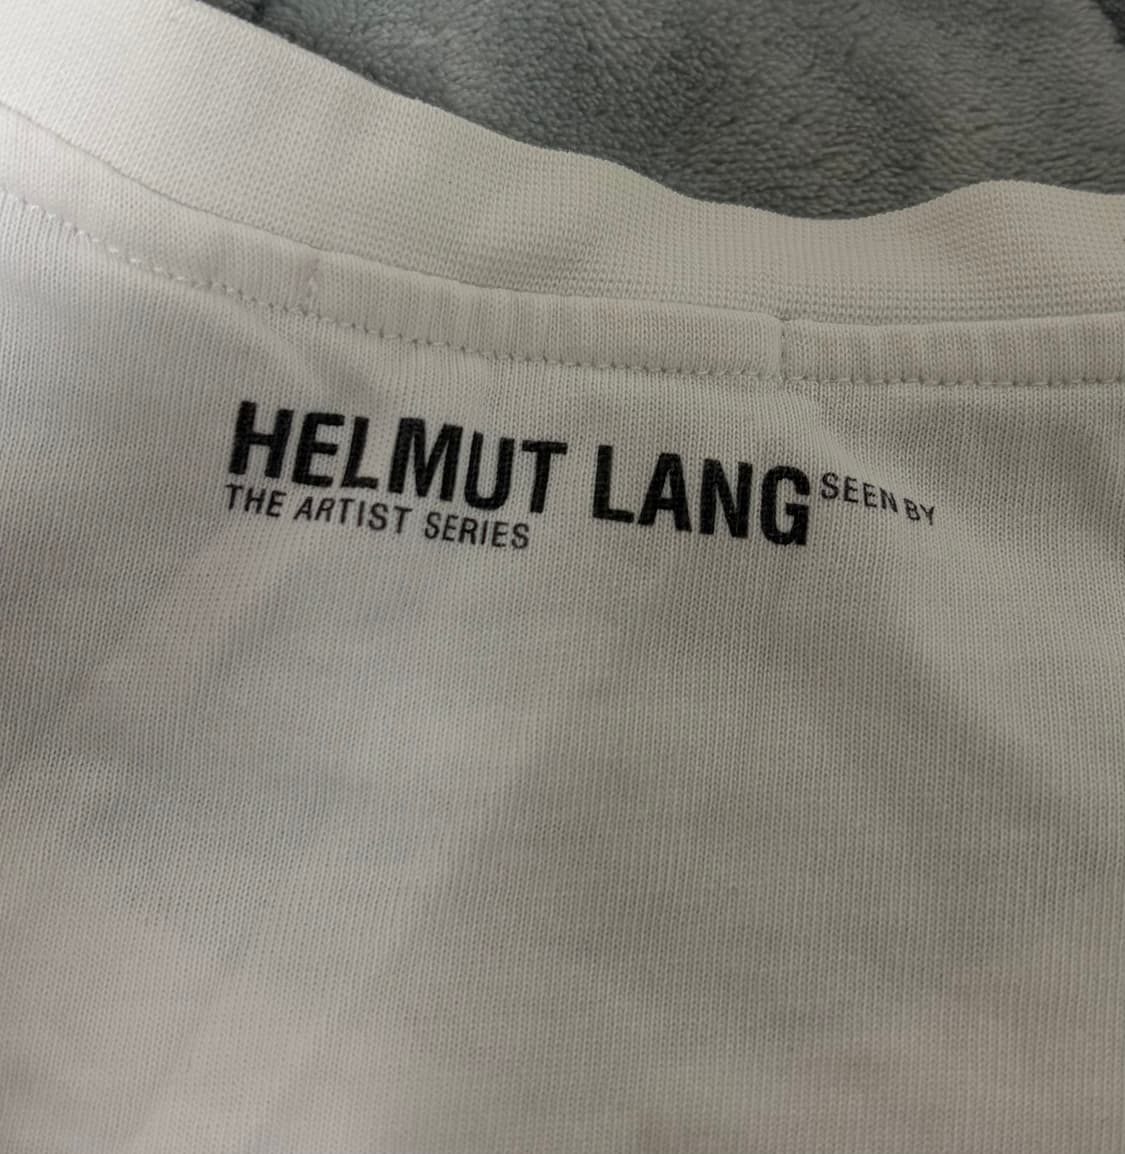 HELMUT LANG SEEN BY
THE ARTIST SERIES